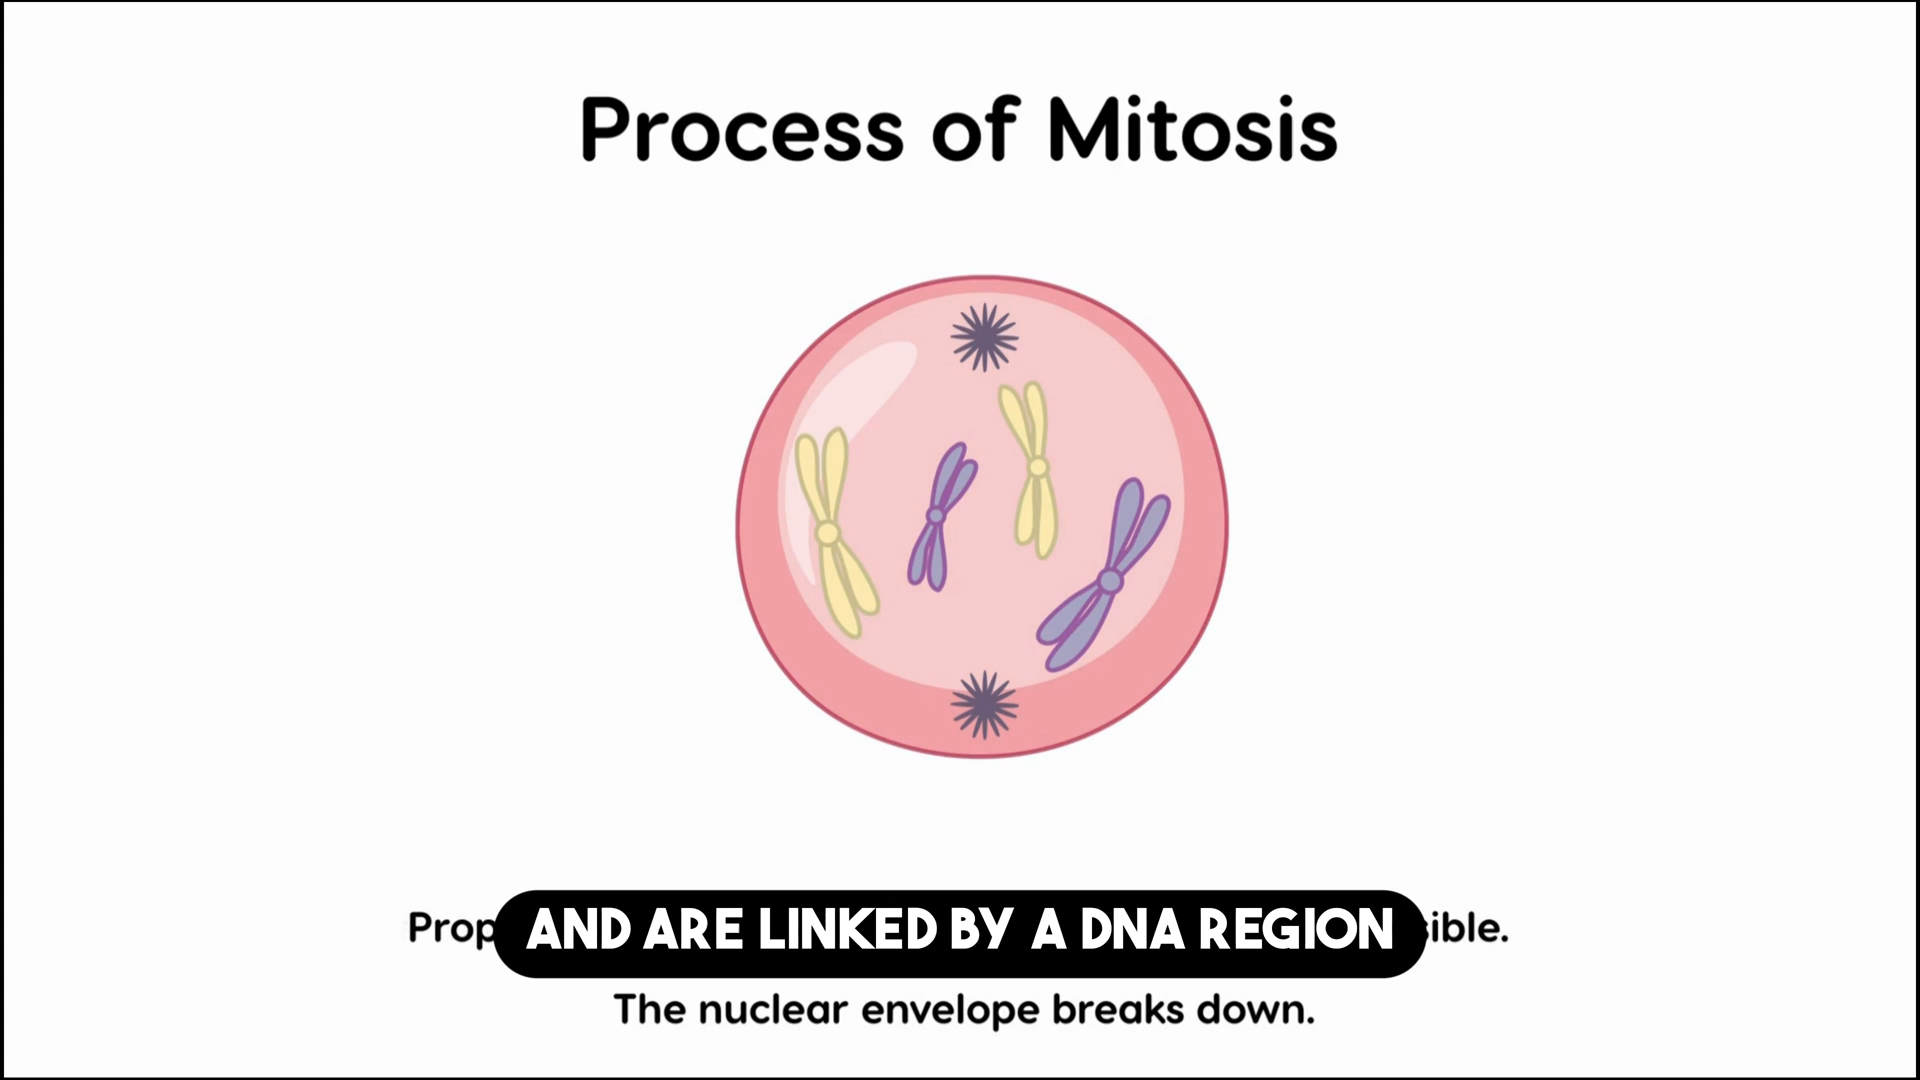 Process of Mitosis
Prop AND ARE LINKED BY A DNA REGION ible.
The nuclear envelope breaks down.